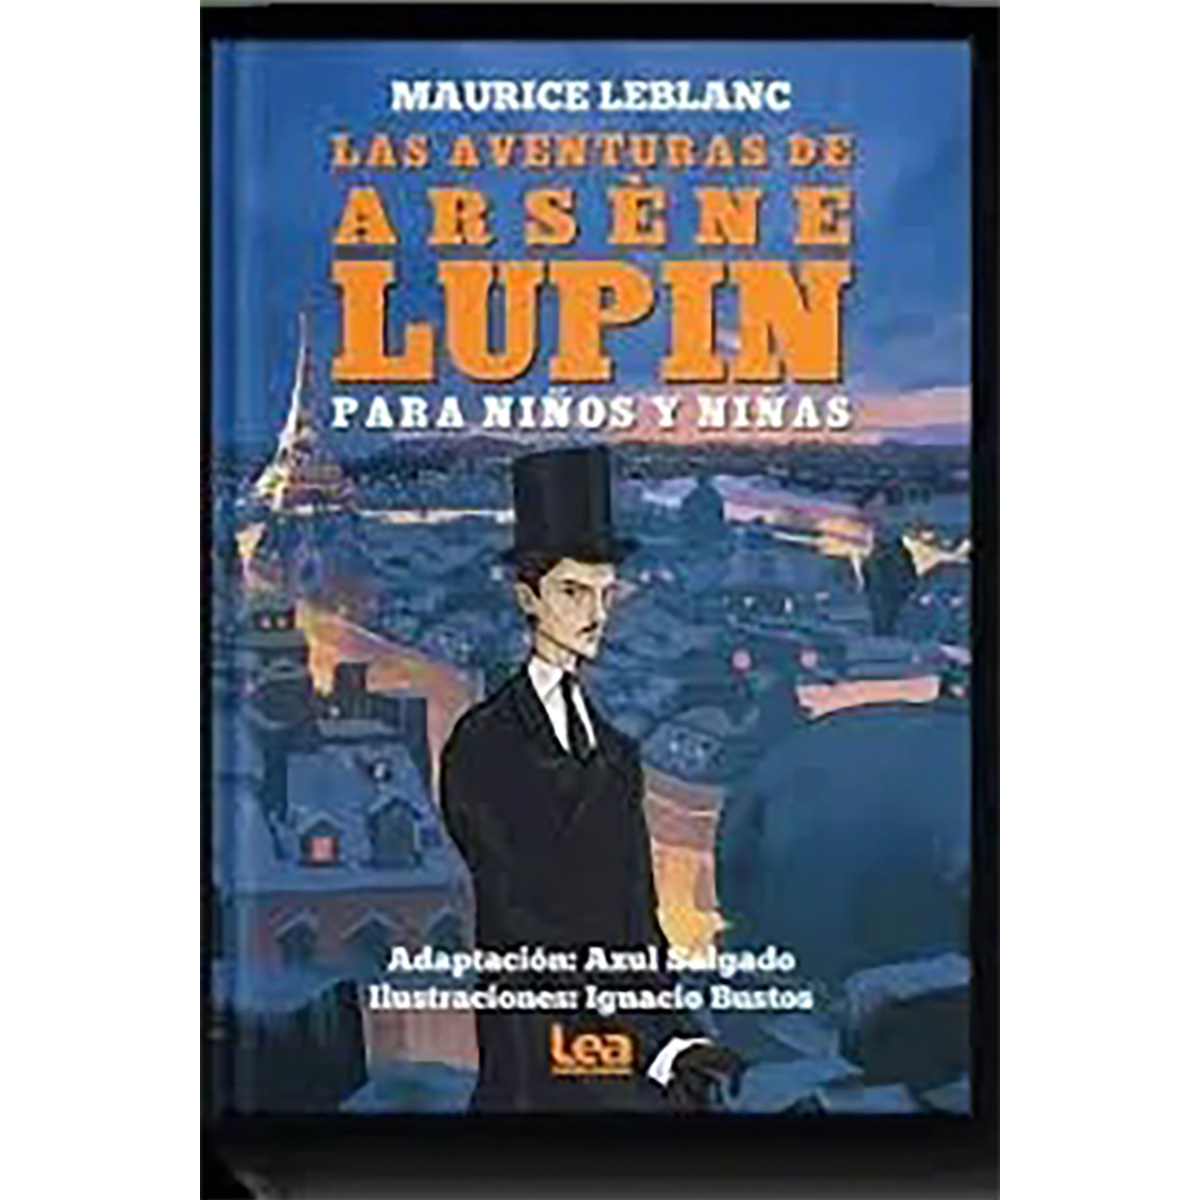 MAURICE LEBLANC
LAS AVENTURAS DE
ARSÈNE
LUPIN
PARA NIÑOS Y NIÑAS
Adaptación: Azul Salgado
Ilustraciones: Ignacio Bustos
Lea